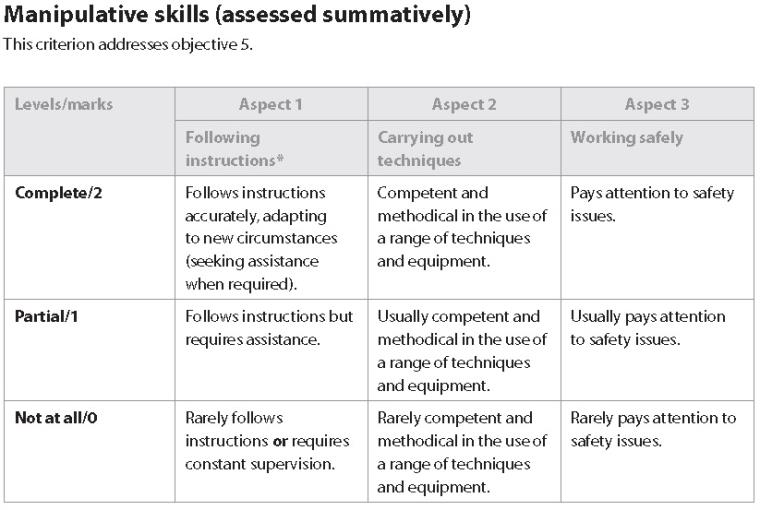 Manipulative skills (assessed summatively)
This criterion addresses objective 5.
Levels/marks
Aspect 1
Aspect 2
Aspect 3
Following
instructions*
Carrying out
techniques
Working safely
Complete/2
Follows instructions
accurately, adapting
to new circumstances
(seeking assistance
when required).
Competent and
methodical in the use of
a range of techniques
and equipment.
Pays attention to safety
issues.
Partial/1
Follows instructions but
requires assistance.
Usually competent and
methodical in the use of
a range of techniques
and equipment.
Usually pays attention
to safety issues.
Not at all/0
Rarely follows
instructions or requires
constant supervision.
Rarely competent and
methodical in the use of
a range of techniques
and equipment.
Rarely pays attention to
safety issues.